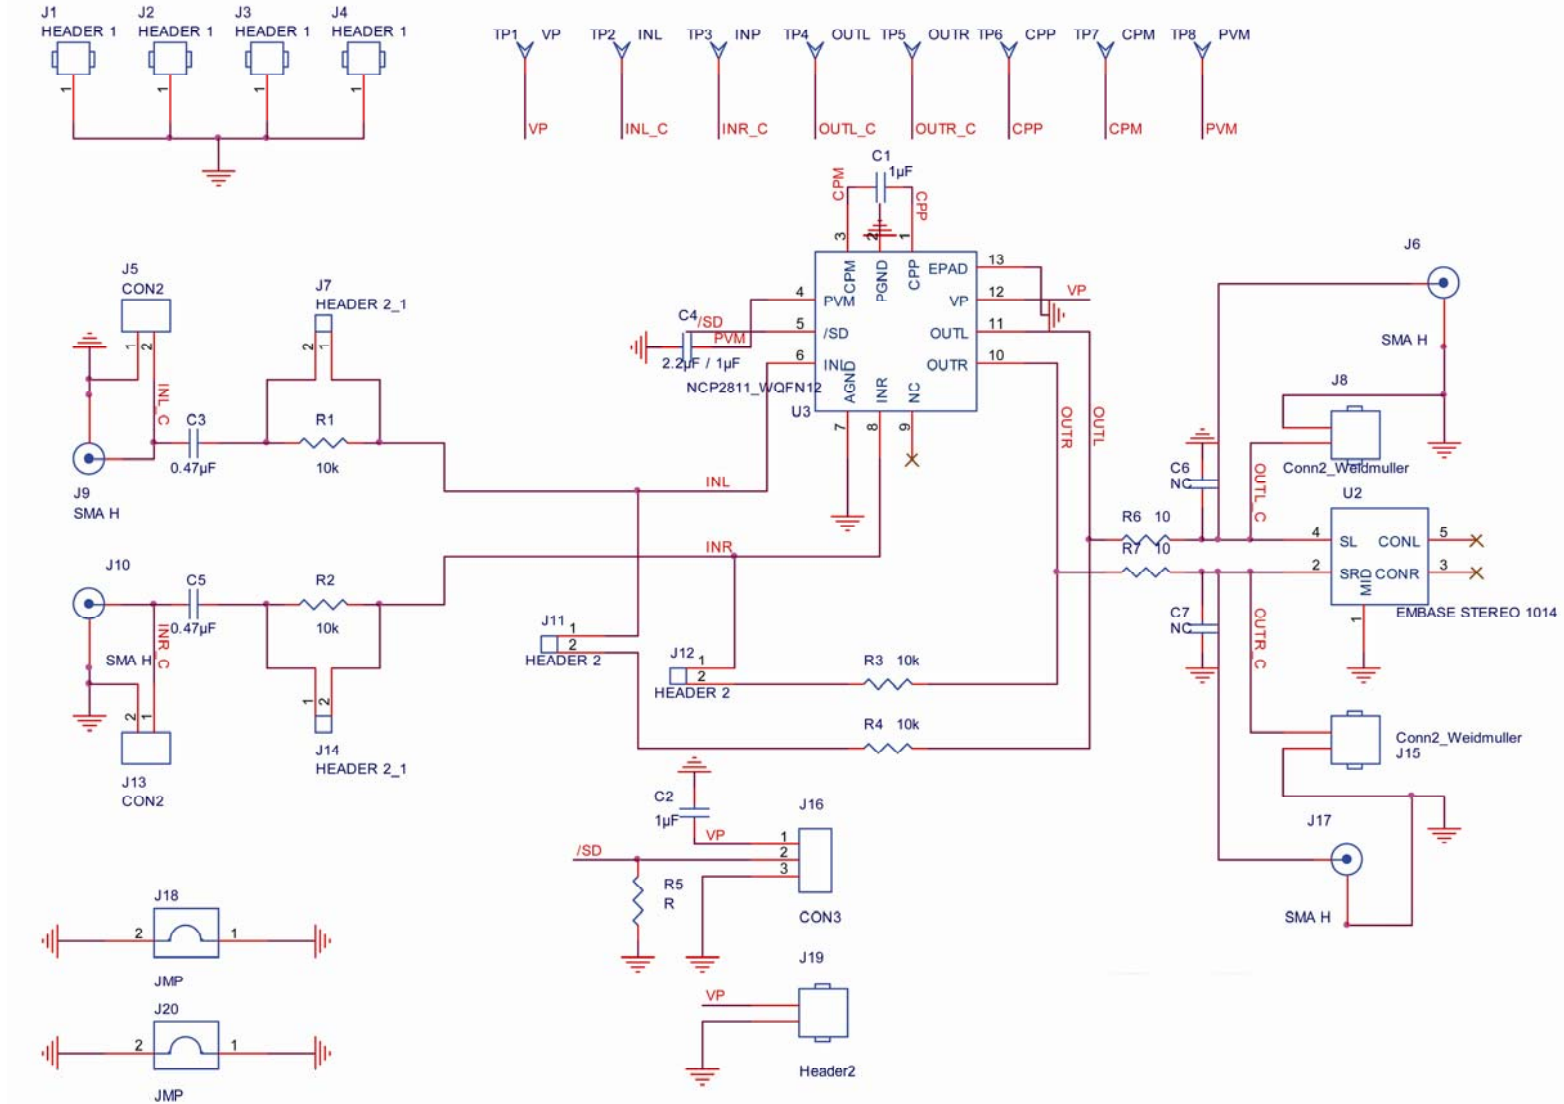 J1 J2 J3 J4
HEADER 1 HEADER 1 HEADER 1 HEADER 1
1 1 1 1
TP1 VP TP2 INL TP3 INP TP4 OUTL TP5 OUTR TP6 CPP TP7 CPM TP8 PVM
VP INL_C INR_C OUTL_C OUTR_C CPP CPM PVM
C1
1µF
CPM
CPP
3 2 1
CPM PGND CPP
EPAD 13
4 PVM
VP 12 VP
5 /SD
OUTL 11
6 INL
OUTR 10
AGND INR NC
7 8 9
C4
/SD
PVM
2.2µF / 1µF
NCP2811_WQFN12
U3
J5
CON2
1 2
INL_C
J7
HEADER 2_1
2 1
C3
0.47µF
R1
10k
J9
SMA H
INL
INR
OUTR
OUTL
J10
SMA H
C5
0.47µF
INR_C
R2
10k
2 1
J13
CON2
1 2
J14
HEADER 2_1
J11
1
2
HEADER 2
J12
1
2
HEADER 2
R3 10k
R4 10k
J6
SMA H
J8
Conn2_Weidmuller
C6
NC
OUTL_C
R6 10
R7 10
U2
4 SL CONL 5
2 SRD CONR 3
MID
1
EMBASE STEREO 1014
C7
NC
OUTR_C
Conn2_Weidmuller
J15
J17
SMA H
C2
1µF
VP
/SD
R5
R
J16
1
2
3
CON3
J19
VP
Header2
J18
2 1
JMP
J20
2 1
JMP